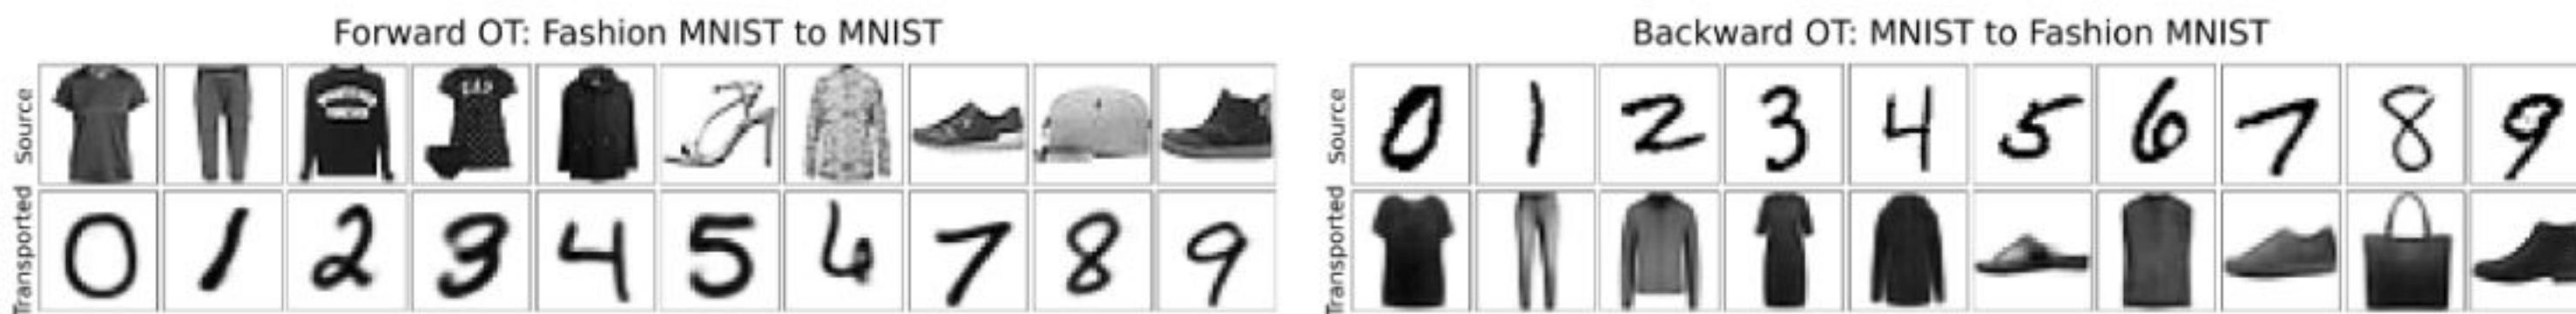 Forward OT: Fashion MNIST to MNIST
Source
GAP
Transported
0 1 2 3 4 5 6 7 8 9
Backward OT: MNIST to Fashion MNIST
Source
0 1 2 3 4 5 6 7 8 9
Transported